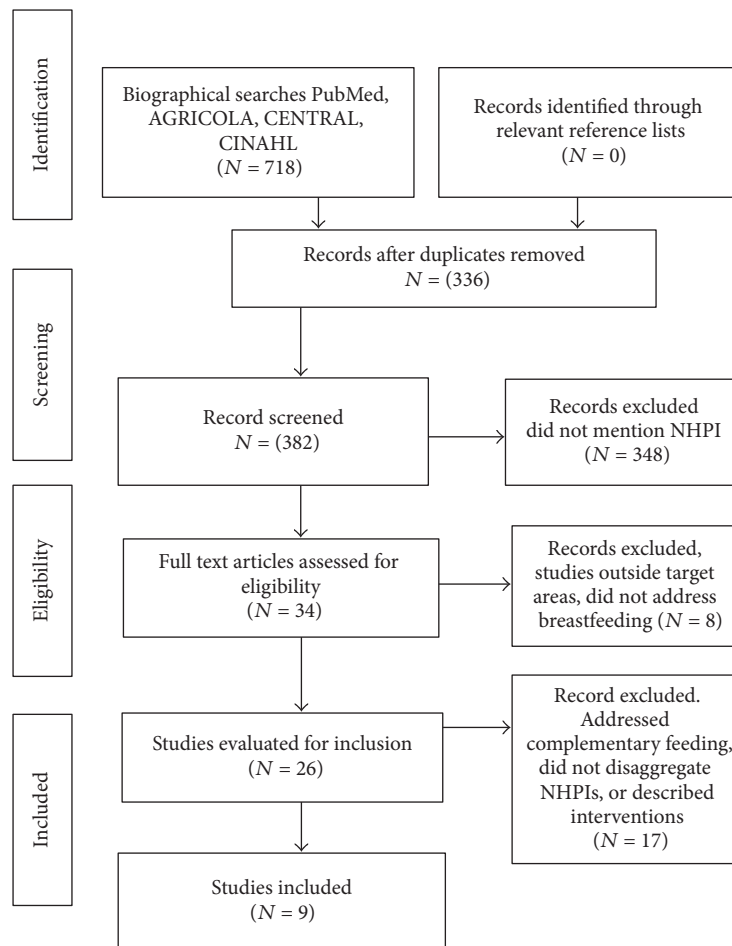 Identification
Biographical searches PubMed,
AGRICOLA, CENTRAL,
CINAHL
(N = 718)
Records identified through
relevant reference lists
(N = 0)
Records after duplicates removed
N = (336)
Screening
Record screened
N = (382)
Records excluded
did not mention NHPI
(N = 348)
Eligibility
Full text articles assessed for
eligibility
(N = 34)
Records excluded,
studies outside target
areas, did not address
breastfeeding (N = 8)
Included
Studies evaluated for inclusion
(N = 26)
Record excluded.
Addressed
complementary feeding,
did not disaggregate
NHPIs, or described
interventions
(N = 17)
Studies included
(N = 9)